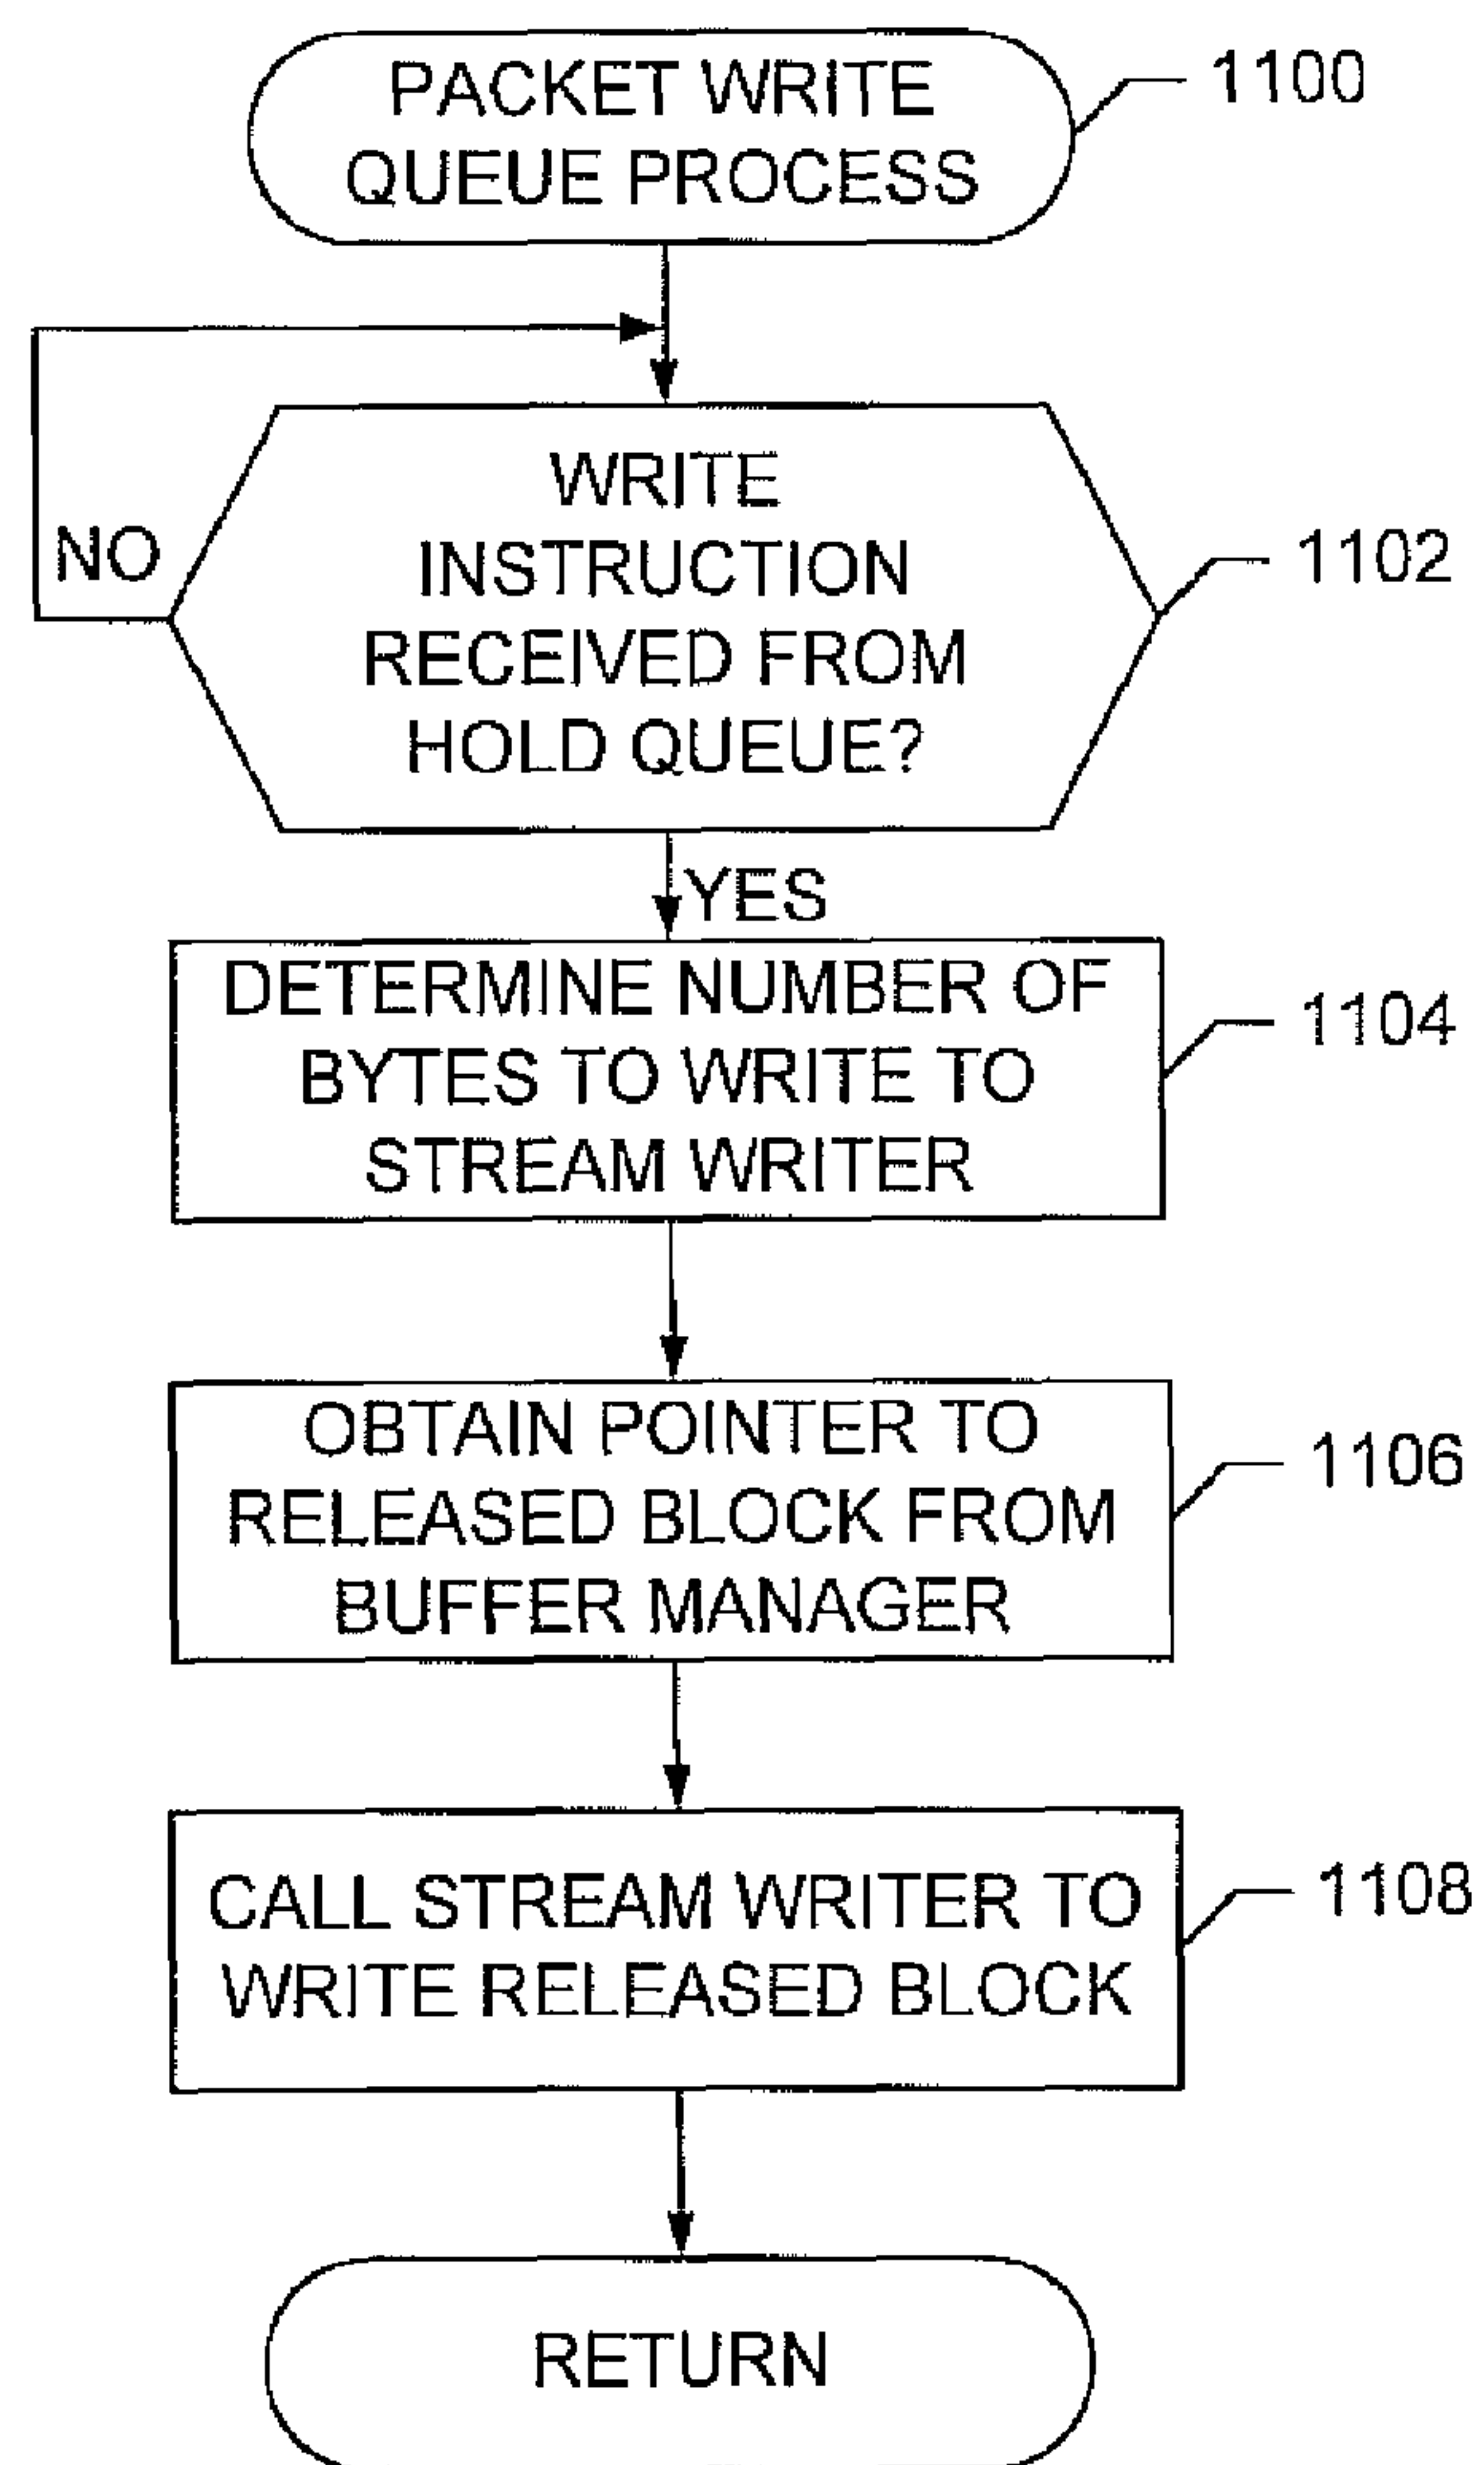 PACKET WRITE
QUEUE PROCESS
1100
WRITE
INSTRUCTION
RECEIVED FROM
HOLD QUEUE?
1102
NO
YES
DETERMINE NUMBER OF
BYTES TO WRITE TO
STREAM WRITER
1104
OBTAIN POINTER TO
RELEASED BLOCK FROM
BUFFER MANAGER
1106
CALL STREAM WRITER TO
WRITE RELEASED BLOCK
1108
RETURN